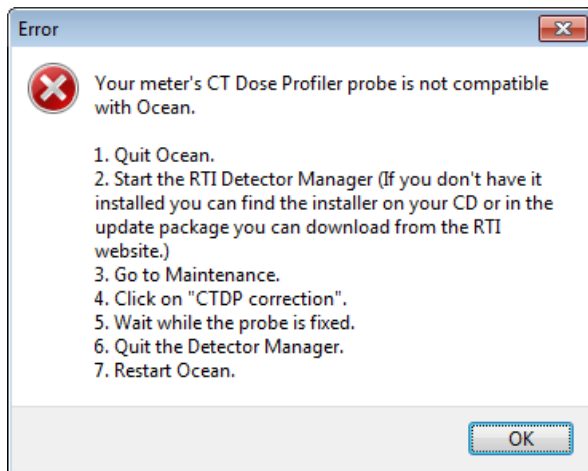 Error
Your meter's CT Dose Profiler probe is not compatible
with Ocean.
1. Quit Ocean.
2. Start the RTI Detector Manager (If you don't have it
installed you can find the installer on your CD or in the
update package you can download from the RTI
website.)
3. Go to Maintenance.
4. Click on "CTDP correction".
5. Wait while the probe is fixed.
6. Quit the Detector Manager.
7. Restart Ocean.
OK